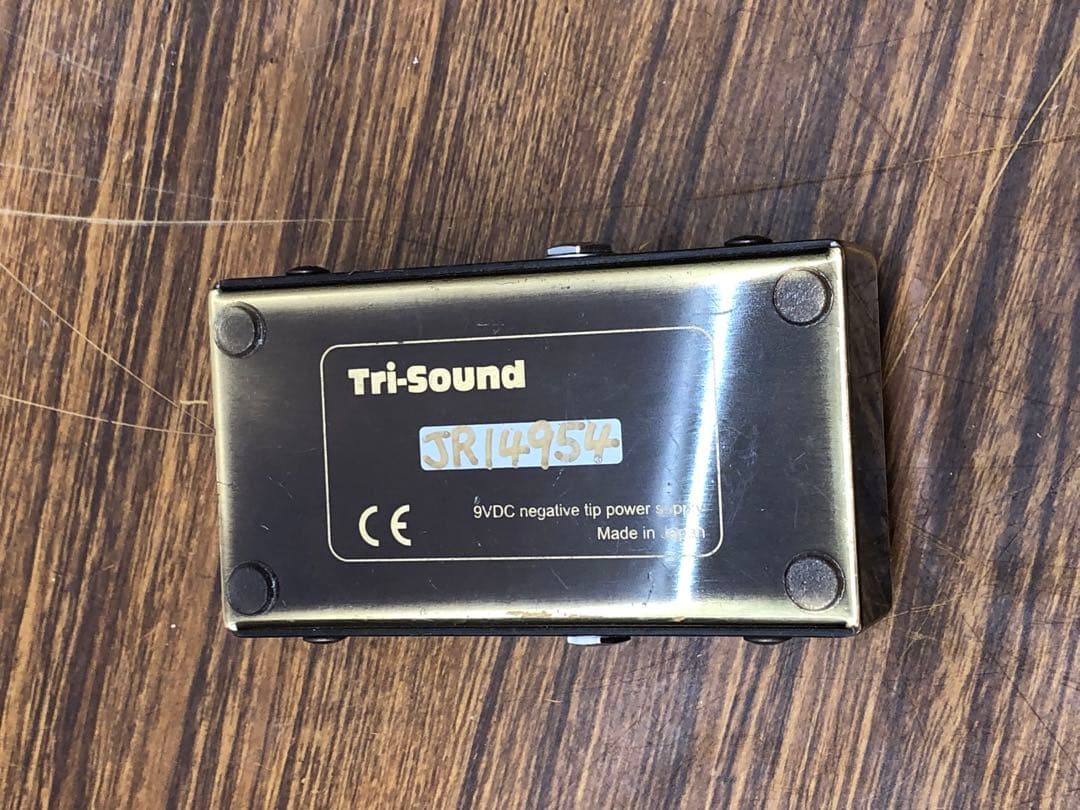 Tri-Sound
JR14954
CE
9VDC negative tip power supply
Made in Japan